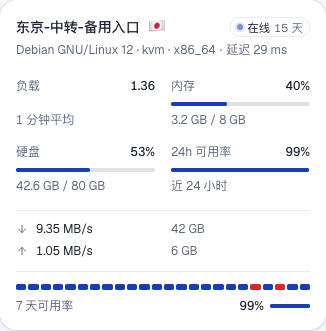 东京-中转-备用入口
在线 15 天
Debian GNU/Linux 12 · kvm · x86_64 · 延迟 29 ms
负载 1.36
内存 40%
1 分钟平均
3.2 GB / 8 GB
硬盘 53%
24h 可用率 99%
42.6 GB / 80 GB
近 24 小时
↓ 9.35 MB/s
42 GB
↑ 1.05 MB/s
6 GB
7 天可用率
99%